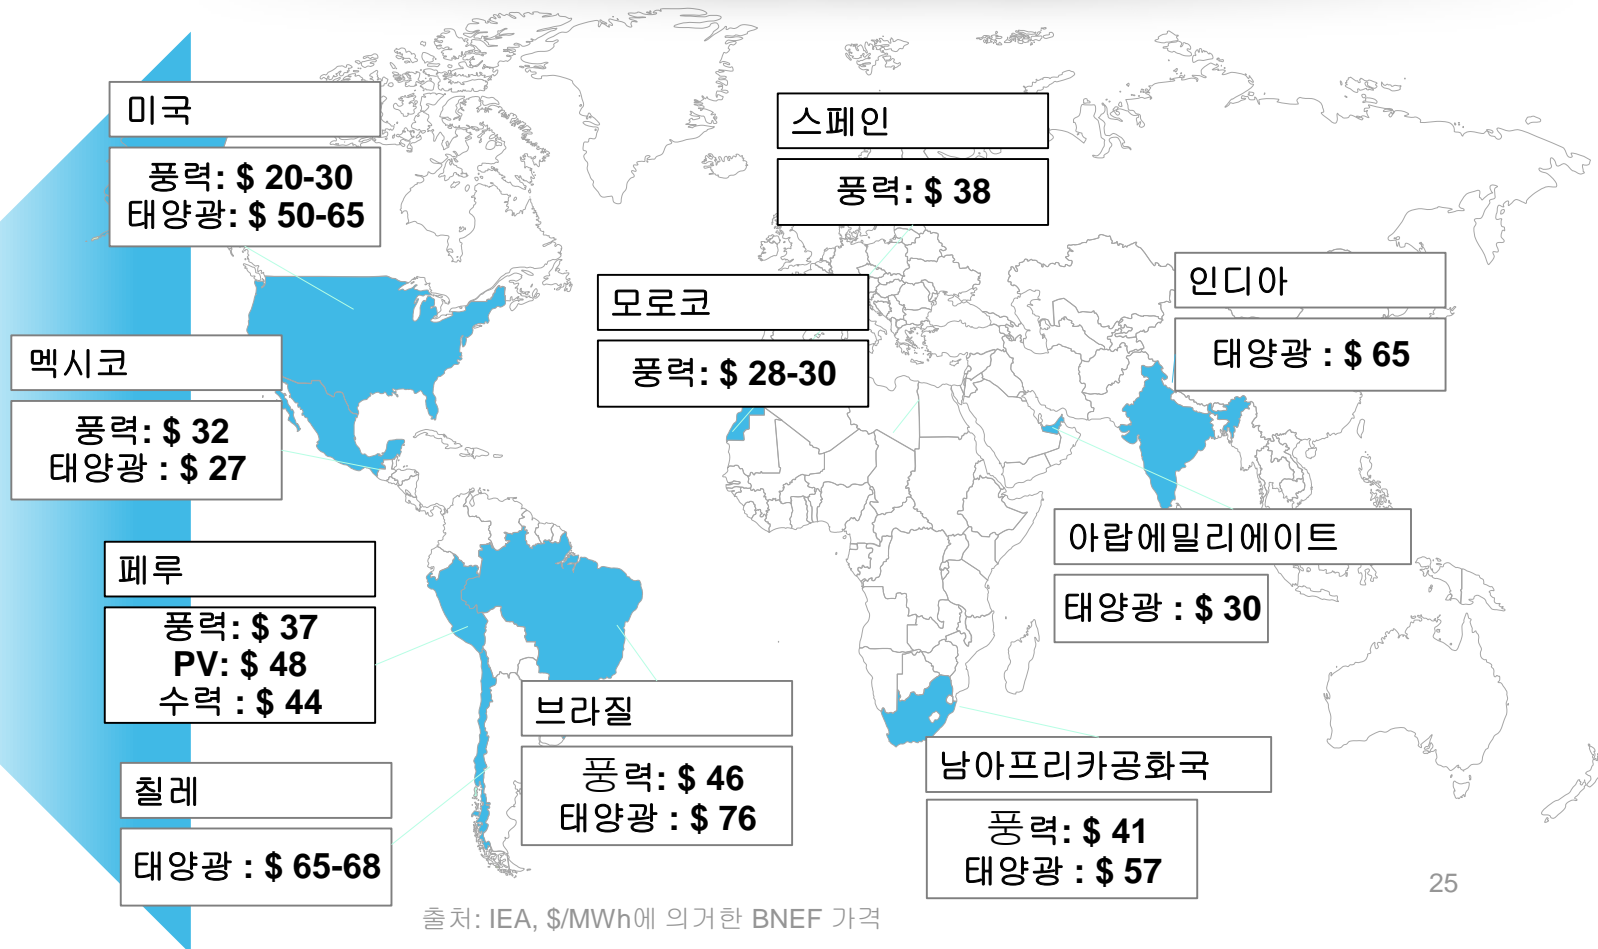 미국
풍력: $ 20-30
태양광: $ 50-65
스페인
풍력: $ 38
모로코
풍력: $ 28-30
인디아
태양광 : $ 65
멕시코
풍력: $ 32
태양광 : $ 27
아랍에밀리에이트
태양광 : $ 30
페루
풍력: $ 37
PV: $ 48
수력 : $ 44
브라질
풍력: $ 46
태양광 : $ 76
남아프리카공화국
풍력: $ 41
태양광 : $ 57
칠레
태양광 : $ 65-68
25
출처: IEA, $/MWh에 의거한 BNEF 가격